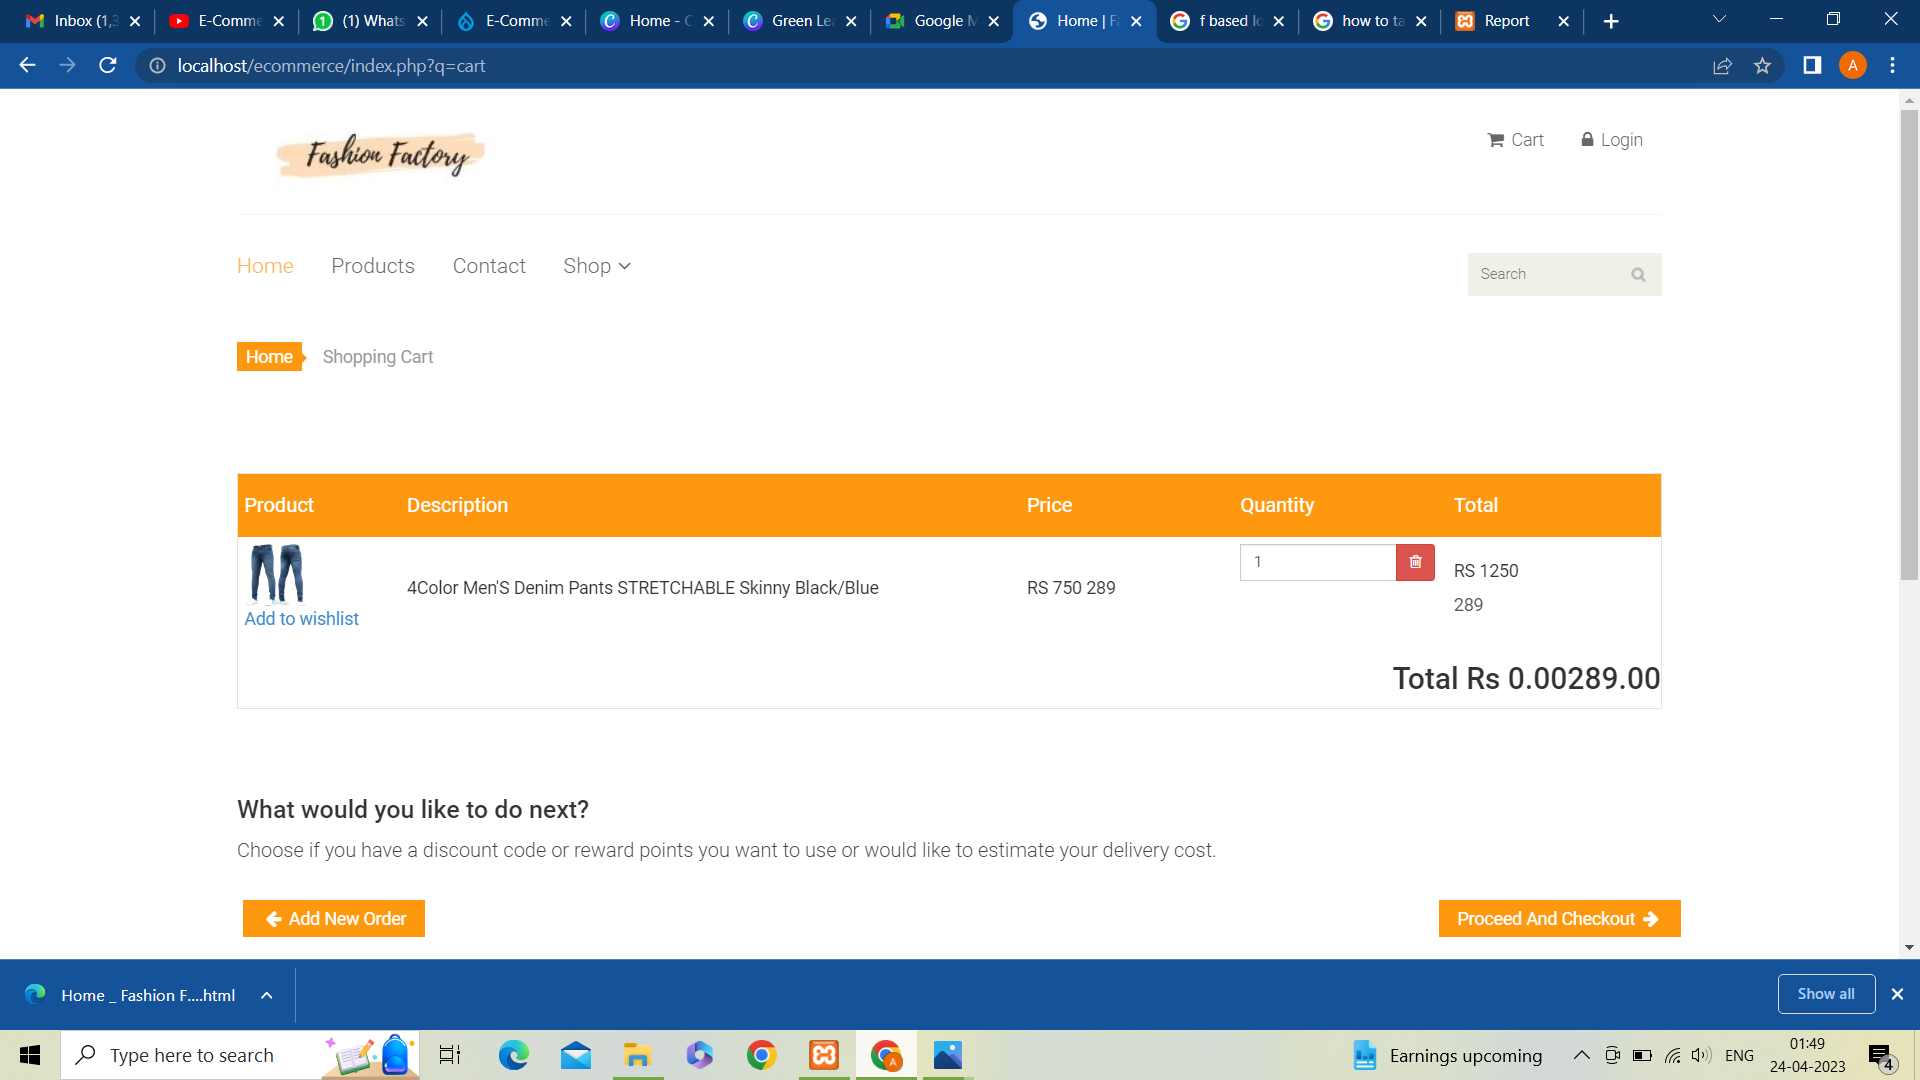 Inbox (1,3
E-Comme
(1) Whats
E-Comme
Home - C
Green Lea
Google M
Home | F
f based lo
how to ta
Report
localhost/ecommerce/index.php?q=cart
A
Fashion Factory
Cart
Login
Home Products Contact Shop
Search
Home Shopping Cart
Product Description Price Quantity Total
4Color Men'S Denim Pants STRETCHABLE Skinny Black/Blue
RS 750 289
1
RS 1250
289
Add to wishlist
Total Rs 0.00289.00
What would you like to do next?
Choose if you have a discount code or reward points you want to use or would like to estimate your delivery cost.
Add New Order
Proceed And Checkout
Home _ Fashion F....html
Show all
Type here to search
A
Earnings upcoming
ENG
01:49
24-04-2023
4